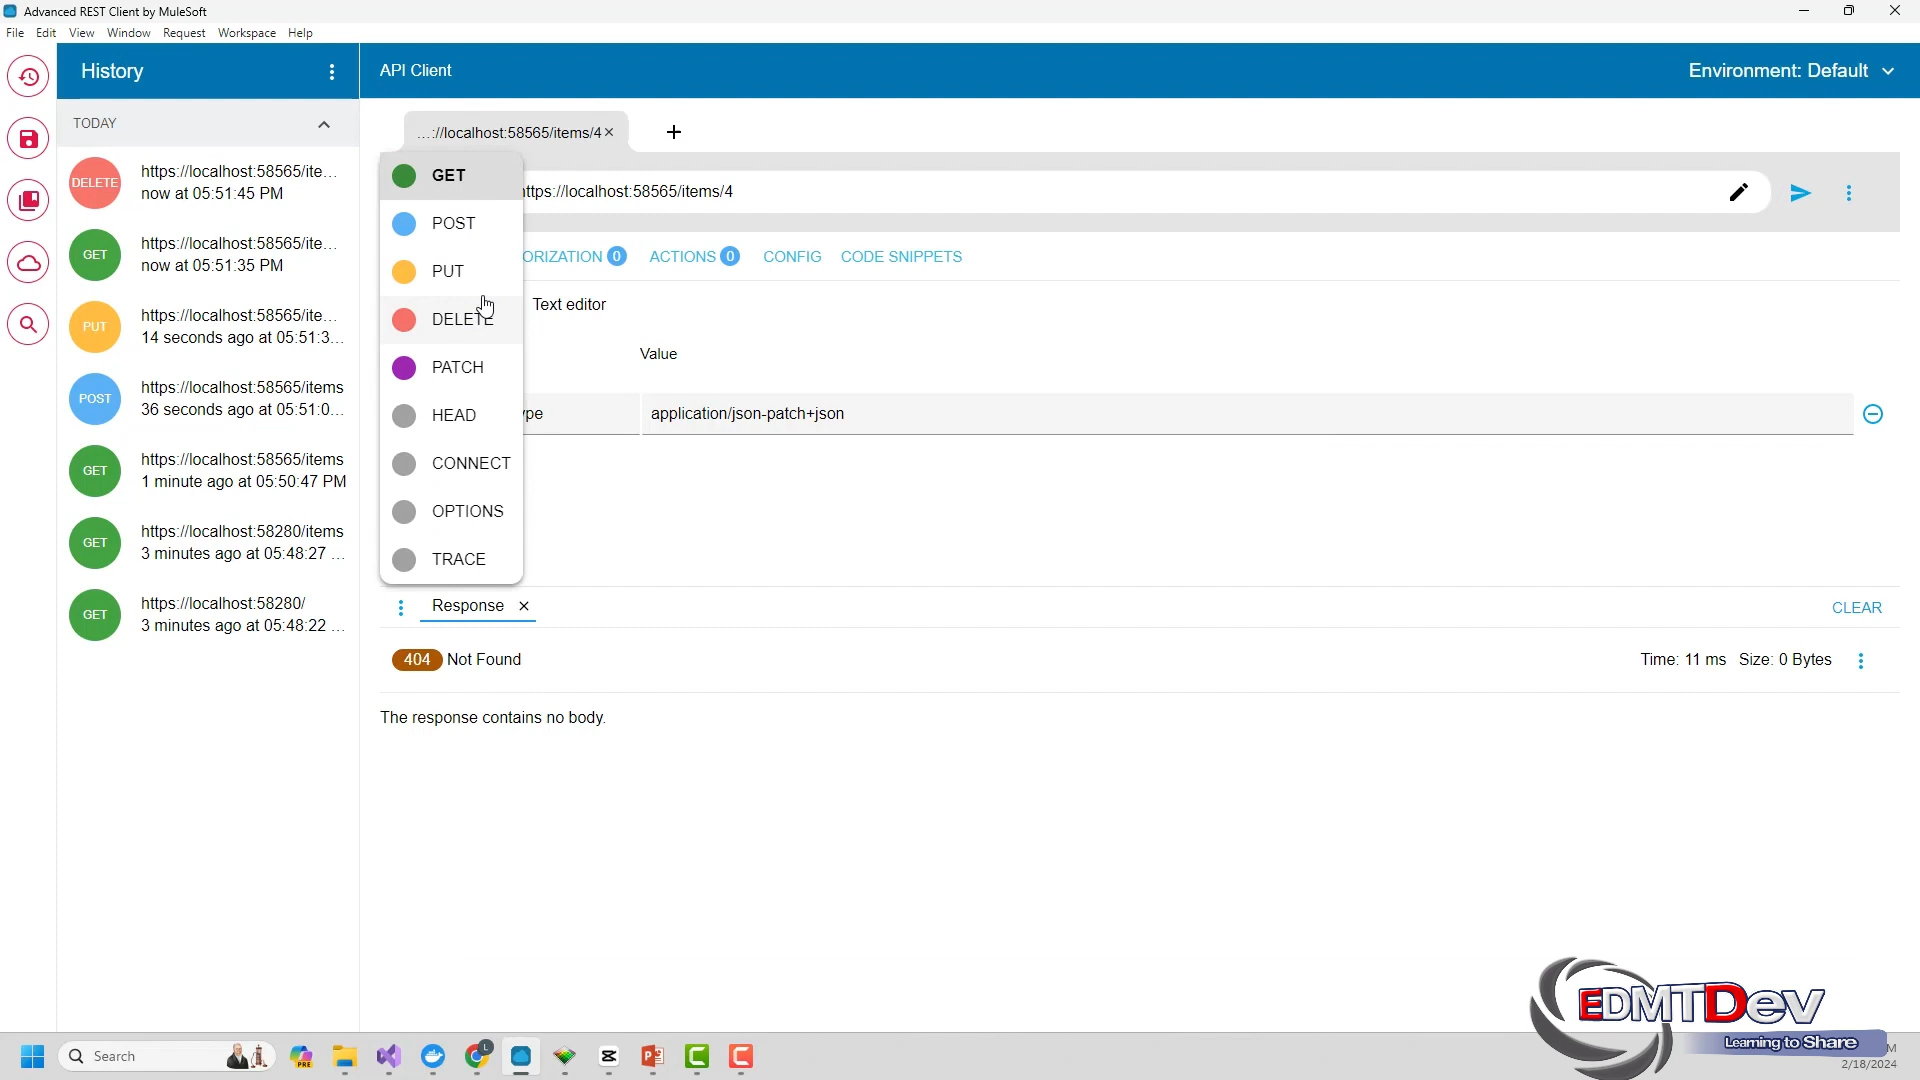 Advanced REST Client by MuleSoft
File Edit View Window Request Workspace Help
History
API Client
Environment: Default
TODAY
...://localhost:58565/items/4
DELETE
https://localhost:58565/ite...
now at 05:51:45 PM
GET
https://localhost:58565/ite...
now at 05:51:35 PM
PUT
https://localhost:58565/ite...
14 seconds ago at 05:51:3...
POST
https://localhost:58565/items
36 seconds ago at 05:51:0...
GET
https://localhost:58565/items
1 minute ago at 05:50:47 PM
GET
https://localhost:58280/items
3 minutes ago at 05:48:27 ...
GET
https://localhost:58280/
3 minutes ago at 05:48:22 ...
GET
POST
PUT
DELETE
PATCH
HEAD
CONNECT
OPTIONS
TRACE
ttps://localhost:58565/items/4
ORIZATION 0 ACTIONS 0 CONFIG CODE SNIPPETS
Text editor
Value
ype application/json-patch+json
Response
CLEAR
404 Not Found
Time: 11 ms Size: 0 Bytes
The response contains no body.
EDMTDev
Learning to Share
Search
PRE
L
M
2/18/2024